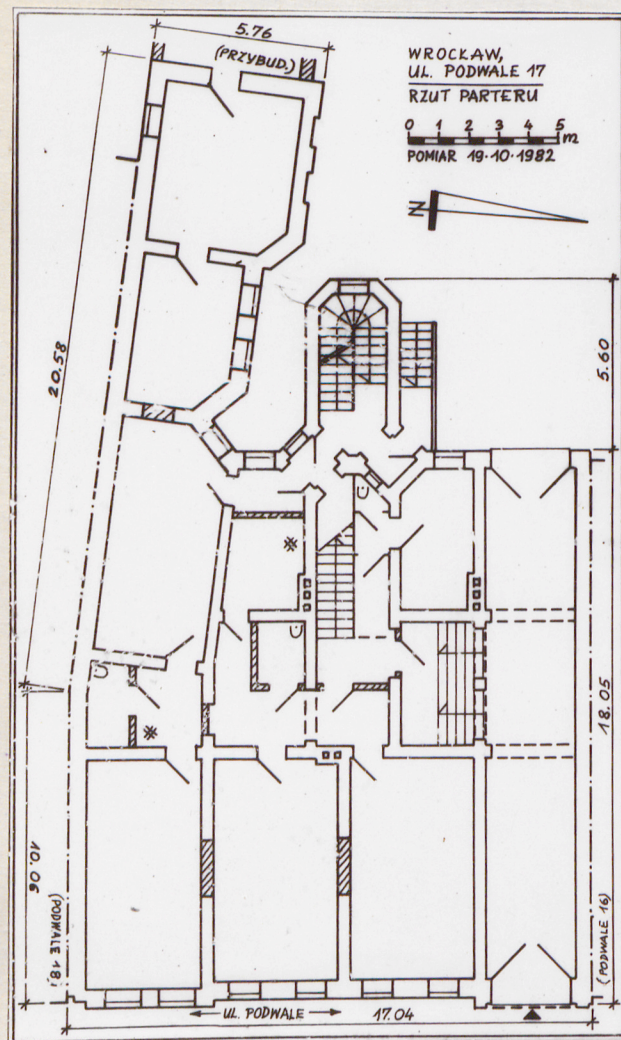 5.76
(PRZYBUD.)
WROCŁAW,
UL. PODWALE 17
RZUT PARTERU
0 1 2 3 4 5 m
POMIAR 19·10·1982
N
20.58
5.60
18.05
10.06
(PODWALE 18)
(PODWALE 16)
UL. PODWALE
17.04